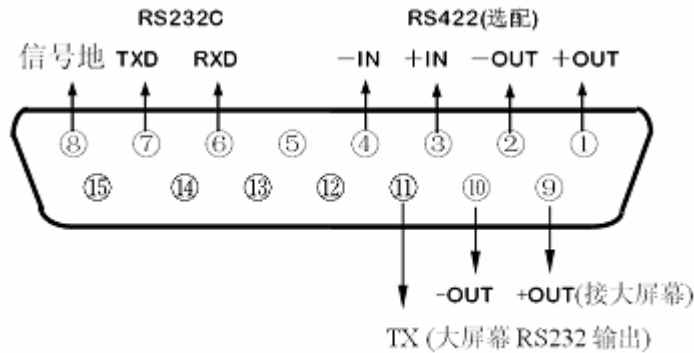 RS232C RS422(选配)
信号地 TXD RXD －IN ＋IN －OUT ＋OUT
⑧ ⑦ ⑥ ⑤ ④ ③ ② ①
⑮ ⑭ ⑬ ⑫ ⑪ ⑩ ⑨
-OUT +OUT(接大屏幕)
TX (大屏幕 RS232 输出)